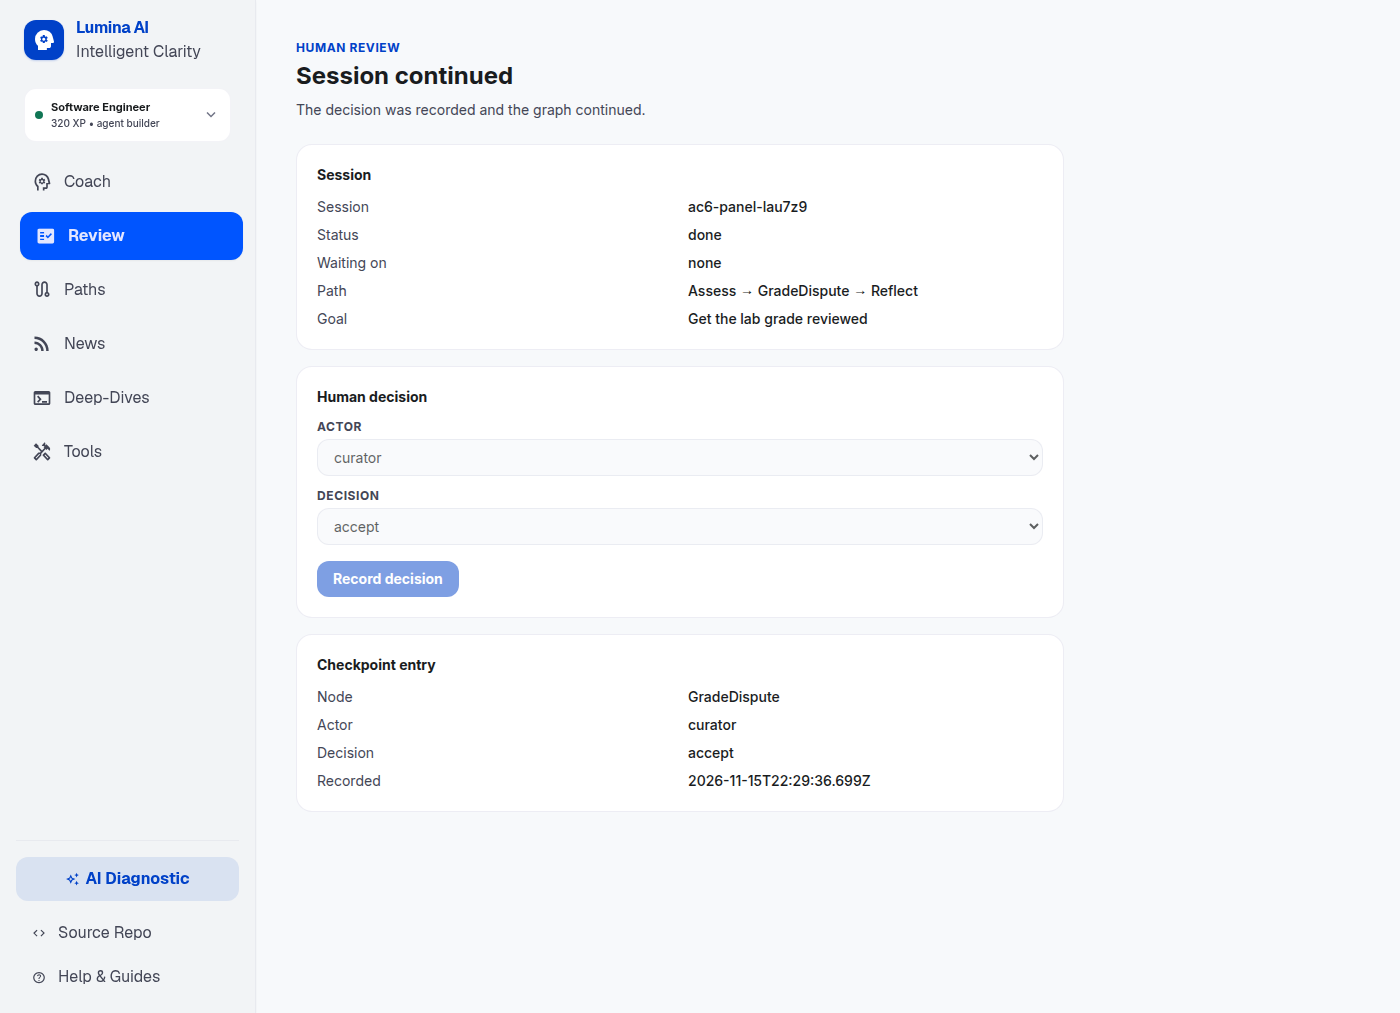 Lumina AI
Intelligent Clarity
Software Engineer
320 XP • agent builder
Coach
Review
Paths
News
Deep-Dives
Tools
AI Diagnostic
Source Repo
Help & Guides
HUMAN REVIEW
Session continued
The decision was recorded and the graph continued.
Session
Session ac6-panel-lau7z9
Status done
Waiting on none
Path Assess → GradeDispute → Reflect
Goal Get the lab grade reviewed
Human decision
ACTOR
curator
DECISION
accept
Record decision
Checkpoint entry
Node GradeDispute
Actor curator
Decision accept
Recorded 2026-11-15T22:29:36.699Z